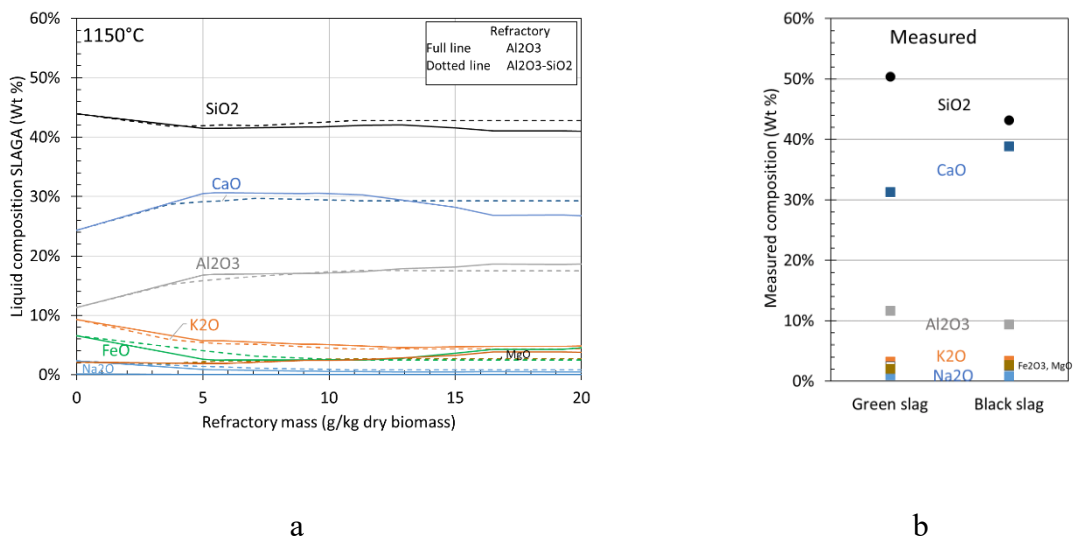 1150°C
Refractory
Full line Al2O3
Dotted line Al2O3-SiO2
Liquid composition SLAGA (Wt %)
60%
50%
40%
30%
20%
10%
0%
SiO2
CaO
Al2O3
K2O
FeO
MgO
Na2O
0 5 10 15 20
Refractory mass (g/kg dry biomass)
a
Measured
Measured composition (Wt %)
60%
50%
40%
30%
20%
10%
0%
SiO2
CaO
Al2O3
K2O
Fe2O3, MgO
Na2O
Green slag Black slag
b